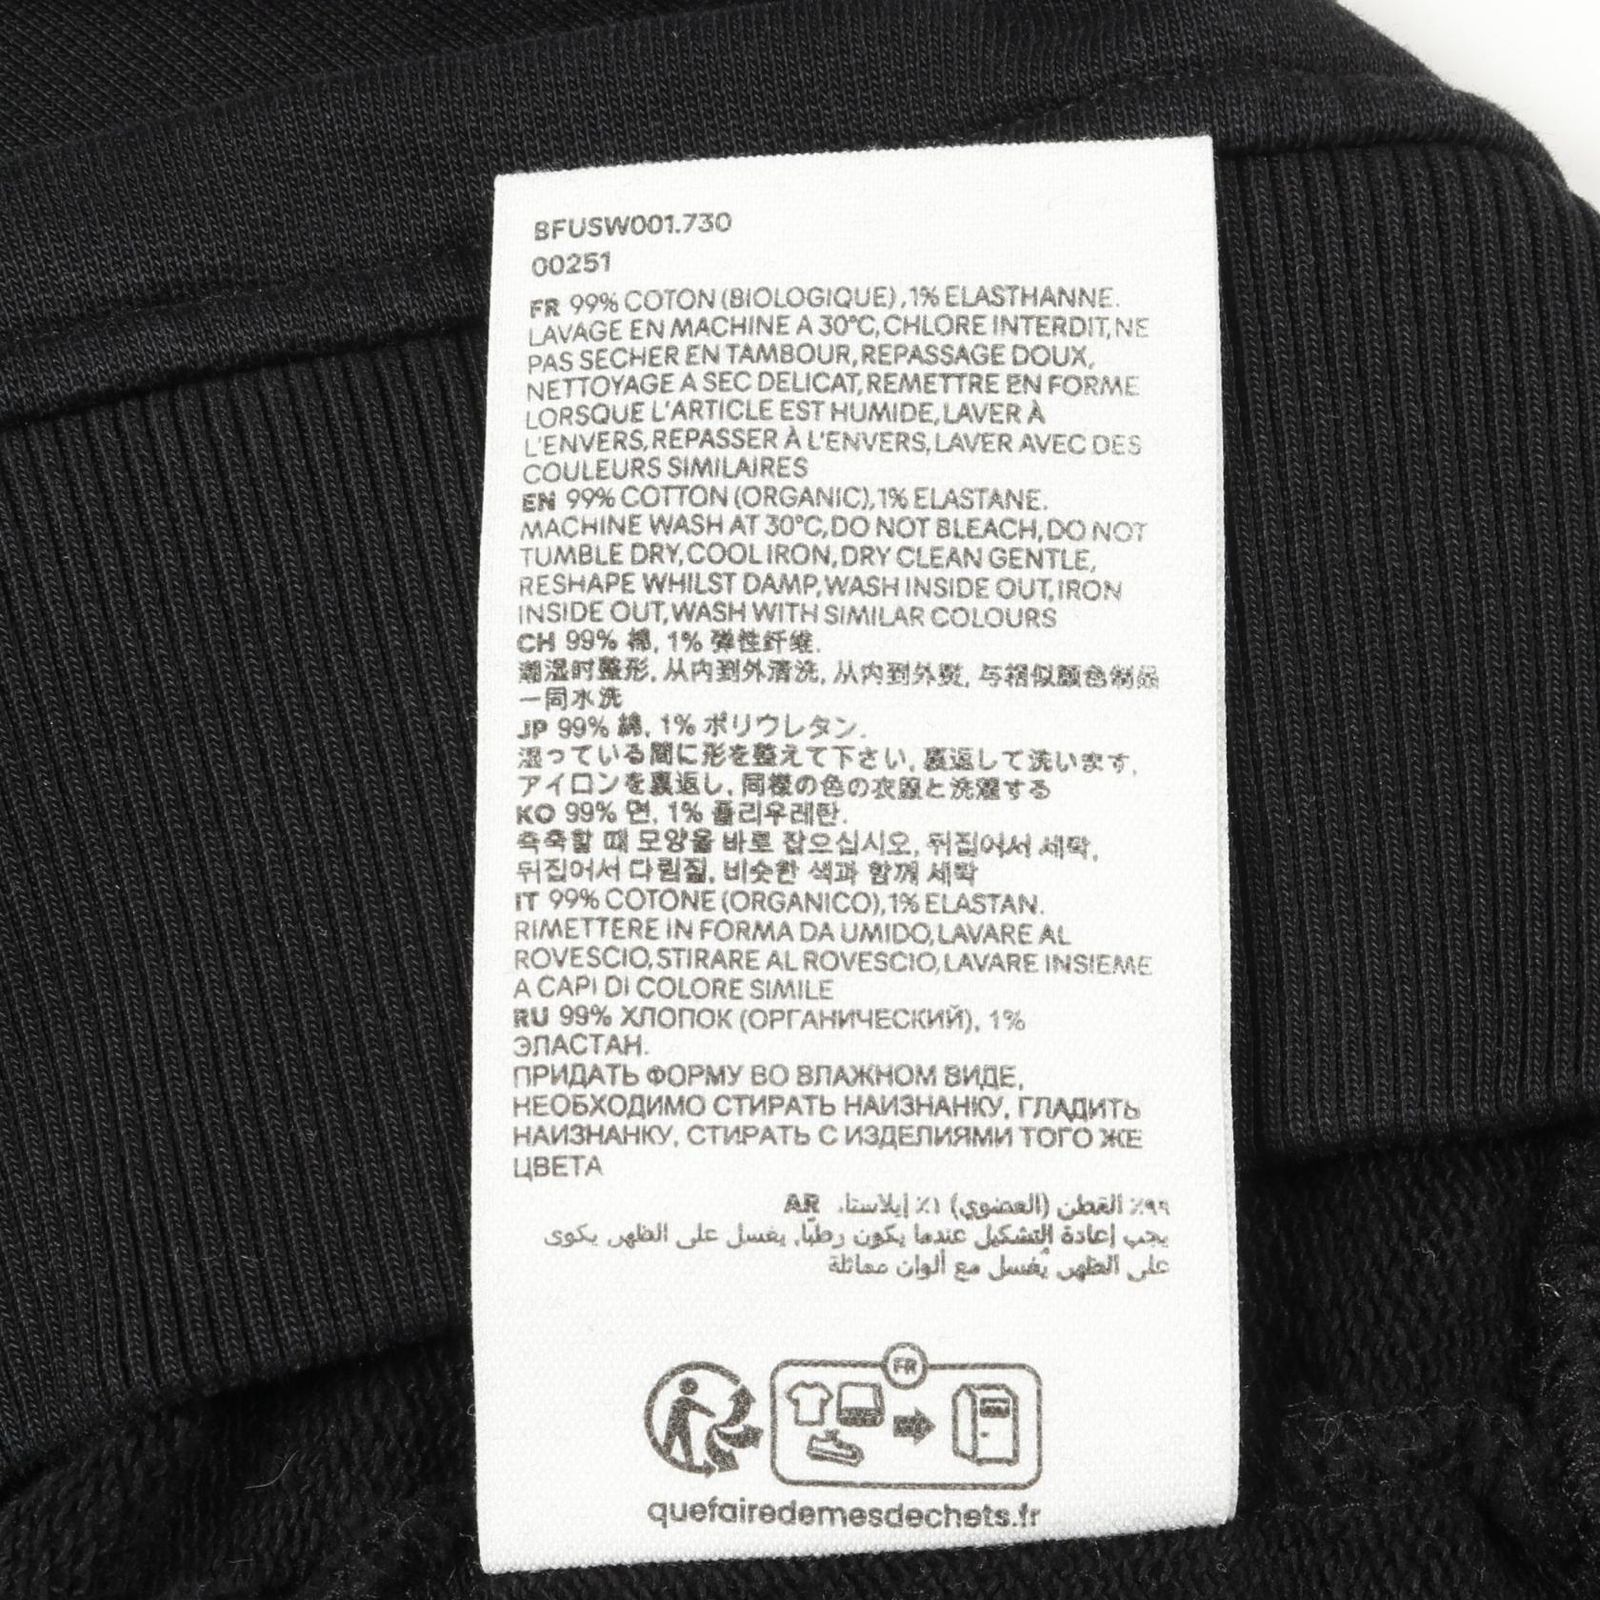 BFUSW001.730
00251
FR 99% COTON (BIOLOGIQUE), 1% ELASTHANNE.
LAVAGE EN MACHINE A 30°C, CHLORE INTERDIT, NE
PAS SECHER EN TAMBOUR, REPASSAGE DOUX,
NETTOYAGE A SEC DELICAT, REMETTRE EN FORME
LORSQUE L'ARTICLE EST HUMIDE, LAVER À
L'ENVERS, REPASSER À L'ENVERS, LAVER AVEC DES
COULEURS SIMILAIRES
EN 99% COTTON (ORGANIC), 1% ELASTANE.
MACHINE WASH AT 30°C, DO NOT BLEACH, DO NOT
TUMBLE DRY, COOL IRON, DRY CLEAN GENTLE,
RESHAPE WHILST DAMP, WASH INSIDE OUT, IRON
INSIDE OUT, WASH WITH SIMILAR COLOURS
CH 99% 棉, 1% 弹性纤维.
潮湿时整形, 从内到外清洗, 从内到外熨, 与相似颜色制品
一同水洗
JP 99% 綿, 1% ポリウレタン.
湿っている間に形を整えて下さい, 裏返して洗います,
アイロンを裏返し, 同様の色の衣服と洗濯する
KO 99% 면, 1% 폴리우레탄.
축축할 때 모양을 바로 잡으십시오, 뒤집어서 세탁,
뒤집어서 다림질, 비슷한 색과 함께 세탁
IT 99% COTONE (ORGANICO), 1% ELASTAN.
RIMETTERE IN FORMA DA UMIDO, LAVARE AL
ROVESCIO, STIRARE AL ROVESCIO, LAVARE INSIEME
A CAPI DI COLORE SIMILE
RU 99% ХЛОПОК (ОРГАНИЧЕСКИЙ), 1%
ЭЛАСТАН.
ПРИДАТЬ ФОРМУ ВО ВЛАЖНОМ ВИДЕ,
НЕОБХОДИМО СТИРАТЬ НАИЗНАНКУ, ГЛАДИТЬ
НАИЗНАНКУ, СТИРАТЬ С ИЗДЕЛИЯМИ ТОГО ЖЕ
ЦВЕТА
٩٩٪ القطن (العضوي) ١٪ إيلاستا. AR
يجب إعادة التشكيل عندما يكون رطبًا, يغسل على الظهر, يكوى
على الظهر, يُغسل مع ألوان مماثلة
FR
quefairedemesdechets.fr